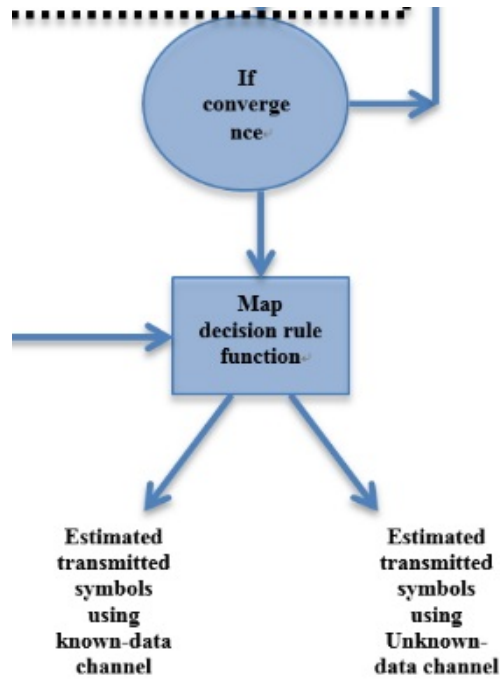 If
converge
nce
Map
decision rule
function
Estimated
transmitted
symbols
using
known-data
channel
Estimated
transmitted
symbols
using
Unknown-
data channel